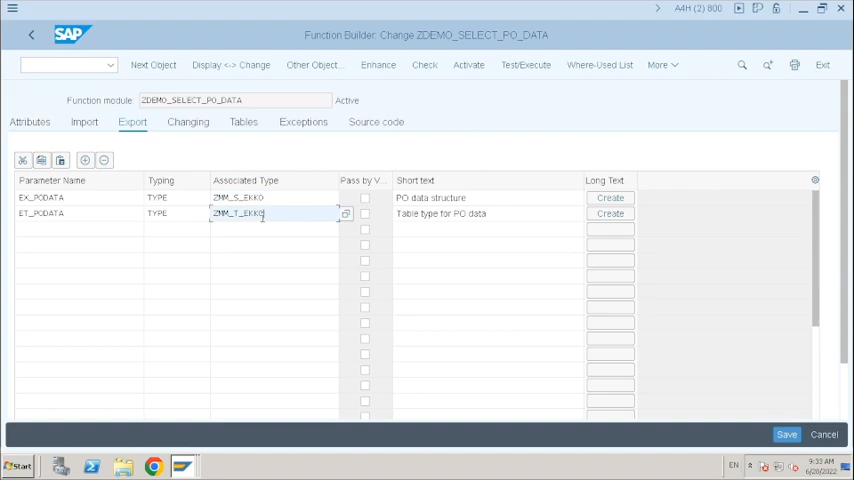 A4H (2) 800
SAP
Function Builder: Change ZDEMO_SELECT_PO_DATA
Next Object Display <-> Change Other Object... Enhance Check Activate Test/Execute Where-Used List More Exit
Function module: ZDEMO_SELECT_PO_DATA Active
Attributes Import Export Changing Tables Exceptions Source code
Parameter Name Typing Associated Type Pass by V... Short text Long Text
EX_PODATA TYPE ZMM_S_EKKO PO data structure Create
ET_PODATA TYPE ZMM_T_EKKO Table type for PO data Create
Save Cancel
Start EN 9:33 AM
6/28/2022